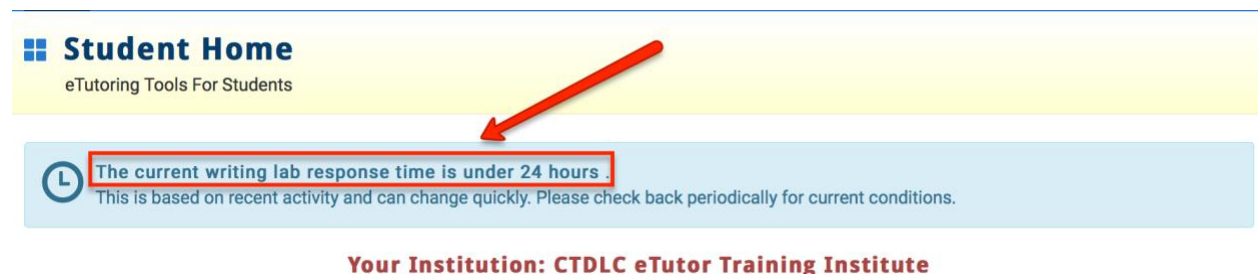 Student Home
eTutoring Tools For Students
The current writing lab response time is under 24 hours .
This is based on recent activity and can change quickly. Please check back periodically for current conditions.
Your Institution: CTDLC eTutor Training Institute